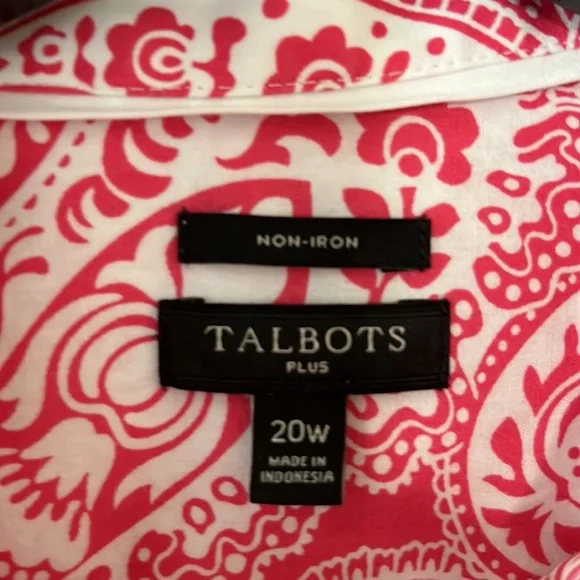 NON-IRON
TALBOTS
PLUS
20W
MADE IN
INDONESIA